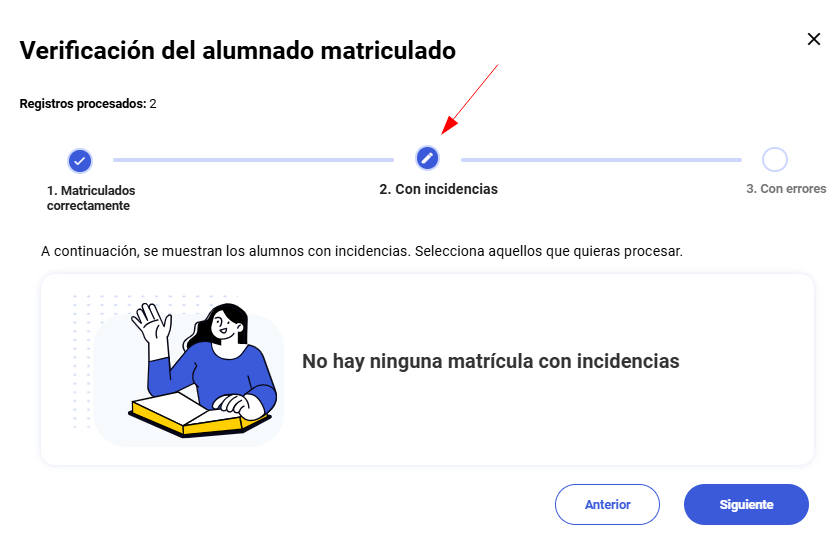 Verificación del alumnado matriculado
Registros procesados: 2
1. Matriculados
correctamente
2. Con incidencias
3. Con errores
A continuación, se muestran los alumnos con incidencias. Selecciona aquellos que quieras procesar.
No hay ninguna matrícula con incidencias
Anterior
Siguiente